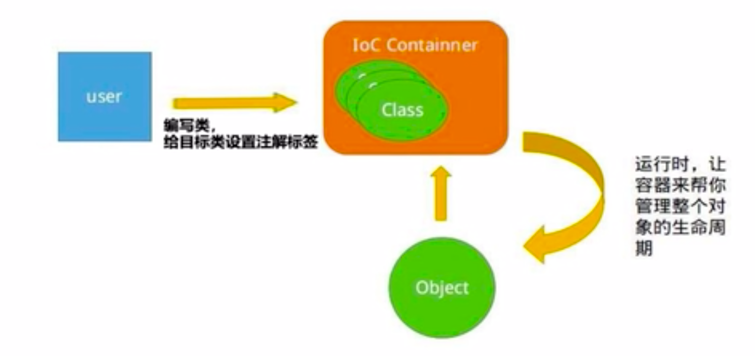 user
编写类，
给目标类设置注解标签
IoC Containner
Class
Object
运行时，让
容器来帮你
管理整个对
象的生命周
期